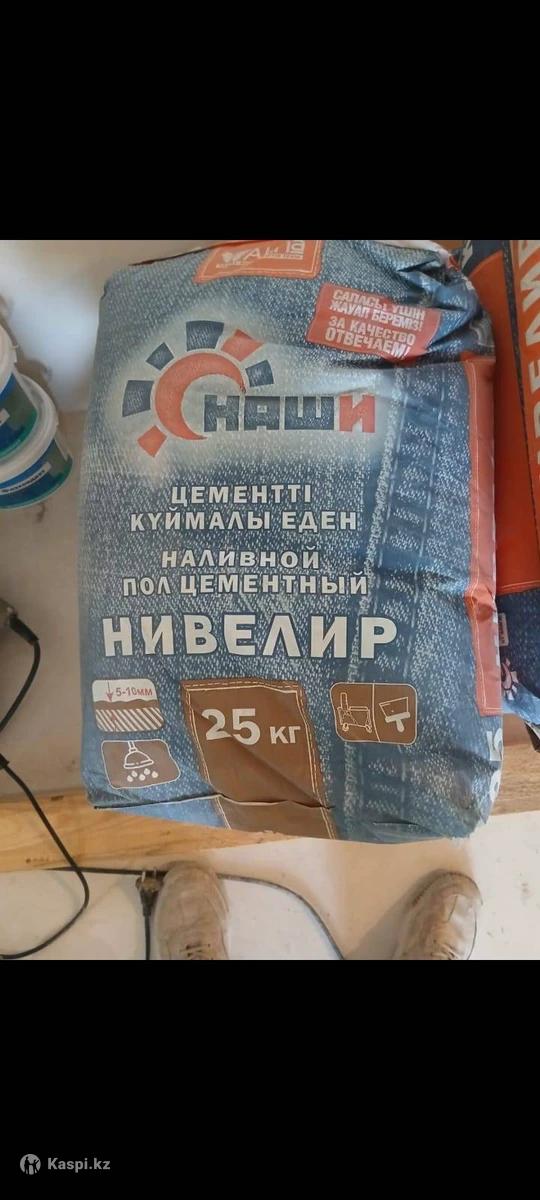 САПАСЫ ҮШІН
ЖАУАП БЕРЕМІЗ!
ЗА КАЧЕСТВО
ОТВЕЧАЕМ!
НАШИ
ЦЕМЕНТТІ
ҚҰЙМАЛЫ ЕДЕН
НАЛИВНОЙ
ПОЛ ЦЕМЕНТНЫЙ
НИВЕЛИР
5-10мм
25 кг
Kaspi.kz